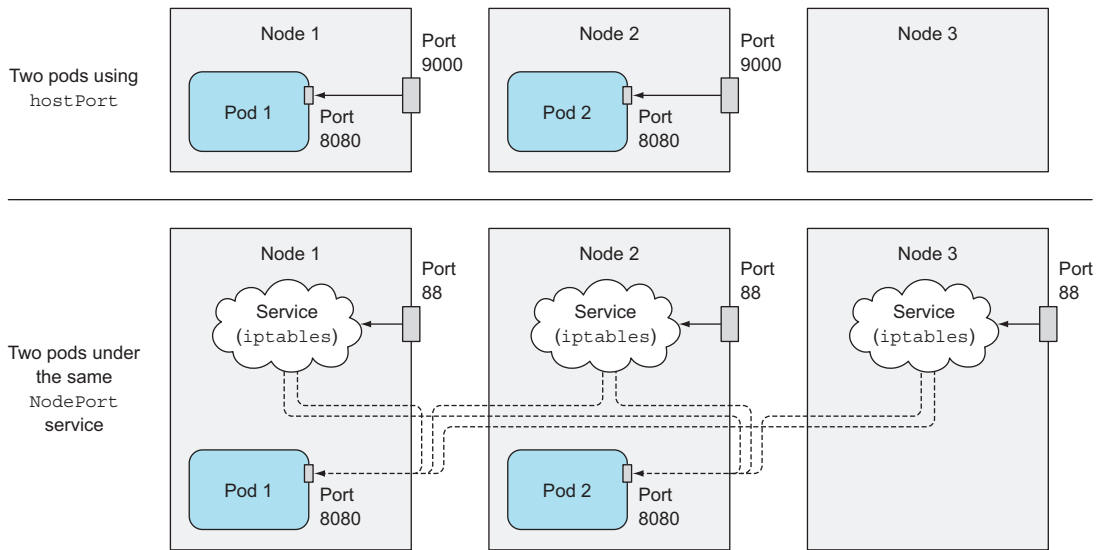 Two pods using
hostPort
Node 1
Port
9000
Pod 1
Port
8080
Node 2
Port
9000
Pod 2
Port
8080
Node 3
Two pods under
the same
NodePort
service
Node 1
Port
88
Service
(iptables)
Pod 1
Port
8080
Node 2
Port
88
Service
(iptables)
Pod 2
Port
8080
Node 3
Port
88
Service
(iptables)